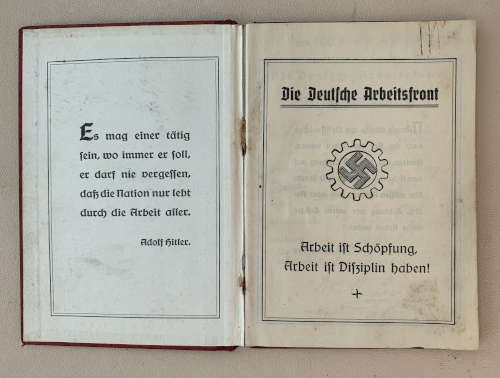 Es mag einer tätig
sein, wo immer er soll,
er darf nie vergessen,
daß die Nation nur lebt
durch die Arbeit aller.
Adolf Hitler.
Die Deutsche Arbeitsfront
Arbeit ist Schöpfung,
Arbeit ist Disziplin haben!